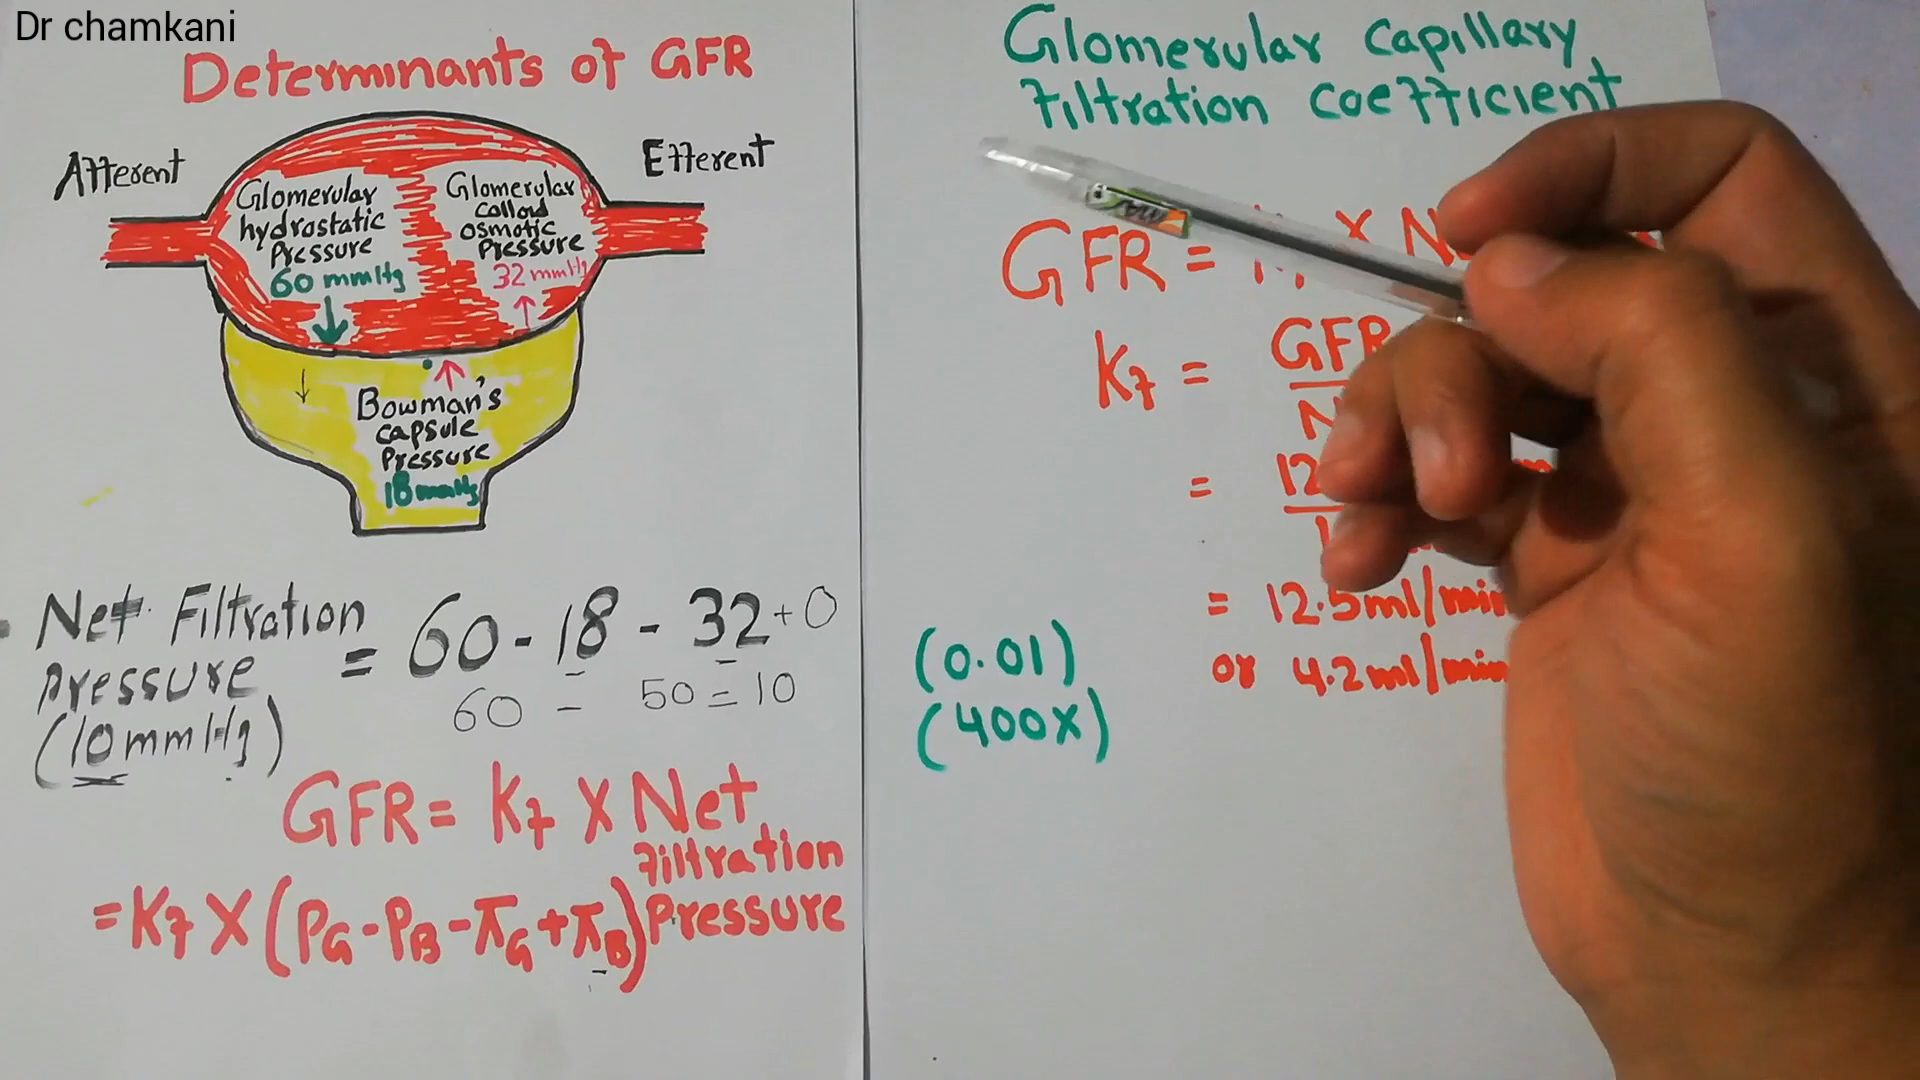 Dr chamkani
Determinants of GFR
Afferent
Efferent
Glomerular
hydrostatic
Pressure
60 mmHg
Glomerular
colloid
osmotic
Pressure
32 mmHg
Bowman's
capsule
Pressure
18 mmHg
Net Filtration
Pressure
(10 mmHg)
= 60 - 18 - 32 + 0
60 - 50 = 10
GFR = Kf X Net
filtration
Pressure
= Kf X (PG - PB - πG + πB)
Glomerular capillary
filtration coefficient
GFR = X
Kf = GFR
=
= 12.5 ml/min
or 4.2 ml/min
(0.01)
(400X)